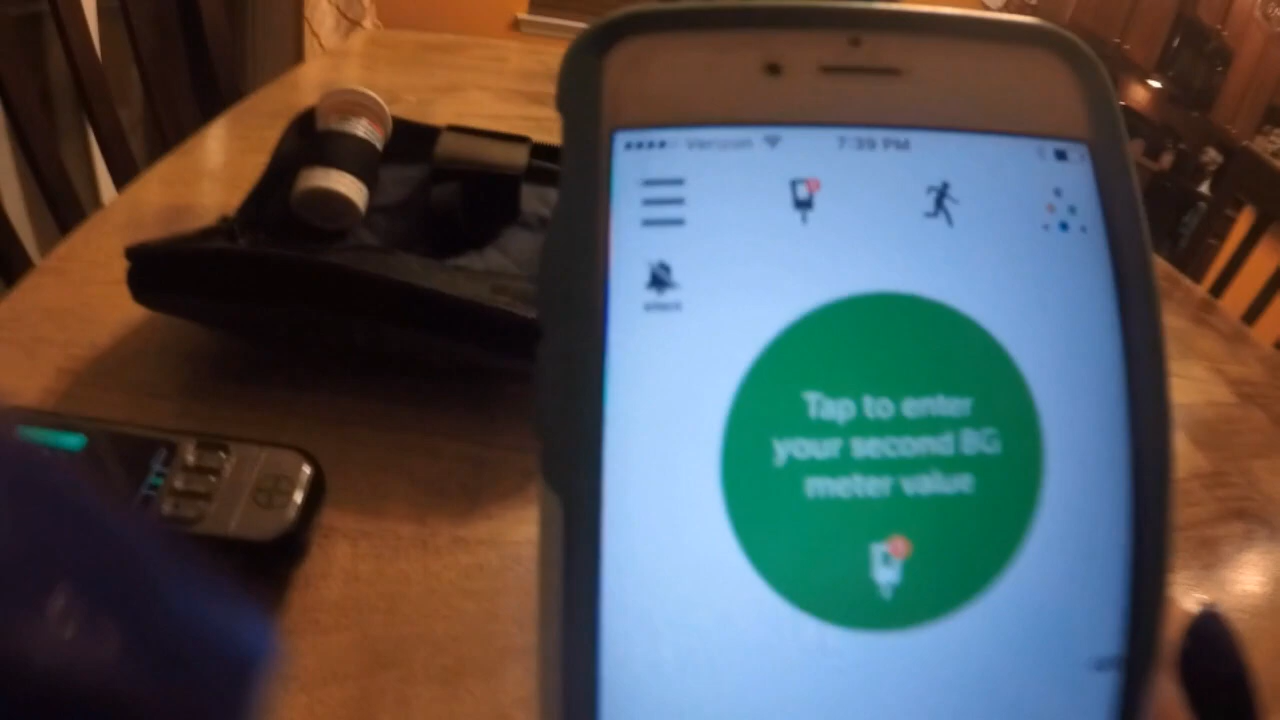 Verizon 7:39 PM
Tap to enter
your second BG
meter value